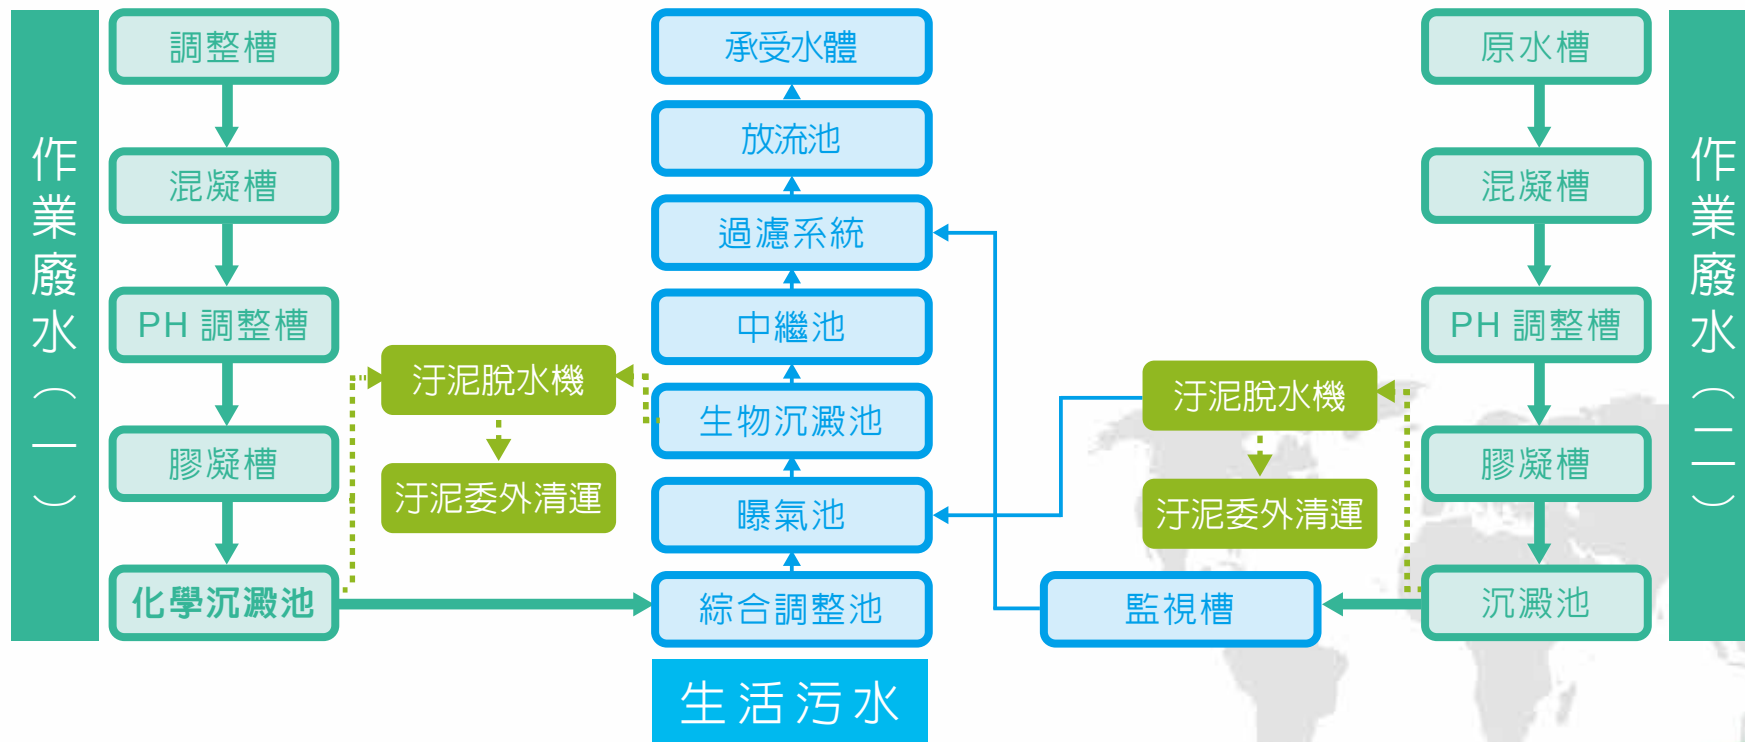 作業廢水（一）
調整槽
混凝槽
PH 調整槽
膠凝槽
化學沉澱池
汙泥脫水機
汙泥委外清運
承受水體
放流池
過濾系統
中繼池
生物沉澱池
曝氣池
綜合調整池
生活污水
汙泥脫水機
汙泥委外清運
監視槽
原水槽
混凝槽
PH 調整槽
膠凝槽
沉澱池
作業廢水（二）